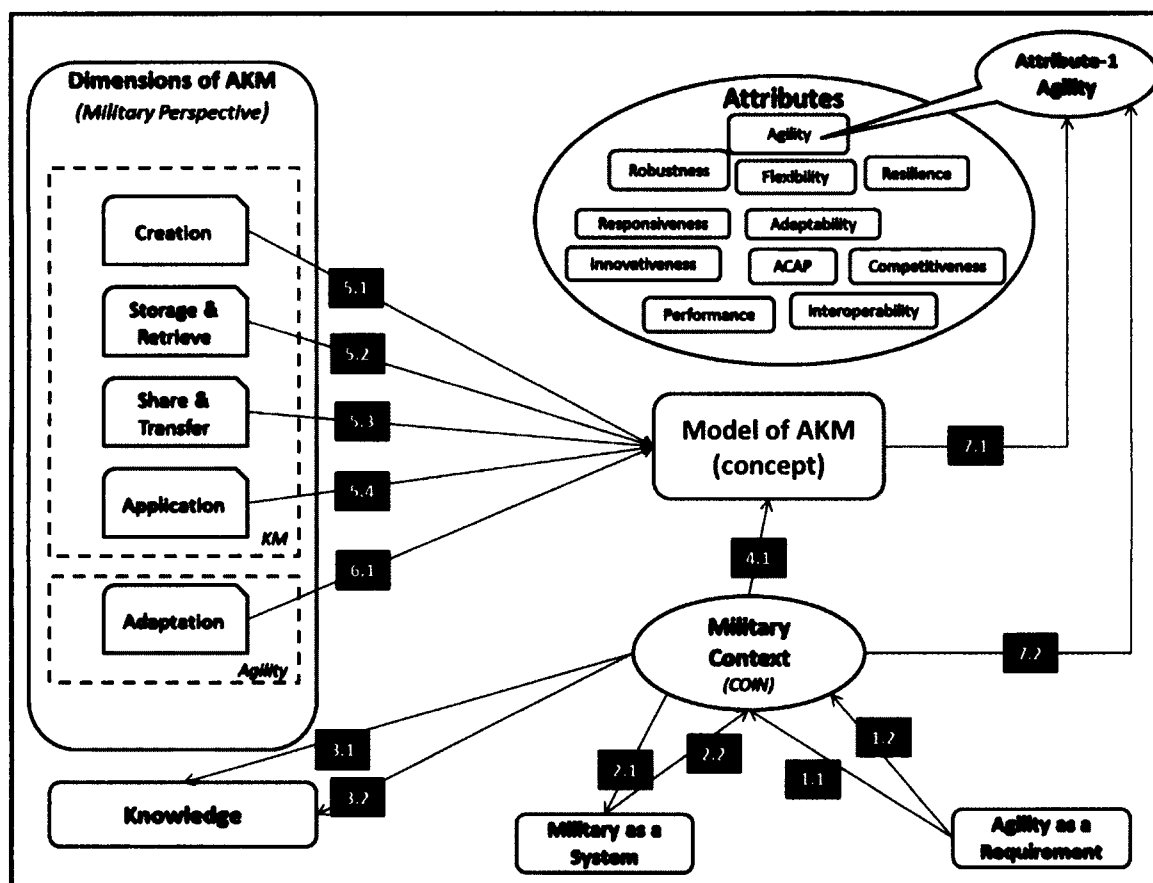 Dimensions of AKM
(Military Perspective)
Creation
Storage &
Retrieve
Share &
Transfer
Application
KM
Adaptation
Agility
5.1
5.2
5.3
5.4
6.1
Attribute-1
Agility
Attributes
Agility
Robustness
Flexibility
Resilience
Responsiveness
Adaptability
Innovativeness
ACAP
Competitiveness
Performance
Interoperability
Model of AKM
(concept)
7.1
4.1
Military
Context
(COIN)
7.2
3.1
3.2
2.1
2.2
1.1
1.2
Knowledge
Military as a
System
Agility as a
Requirement